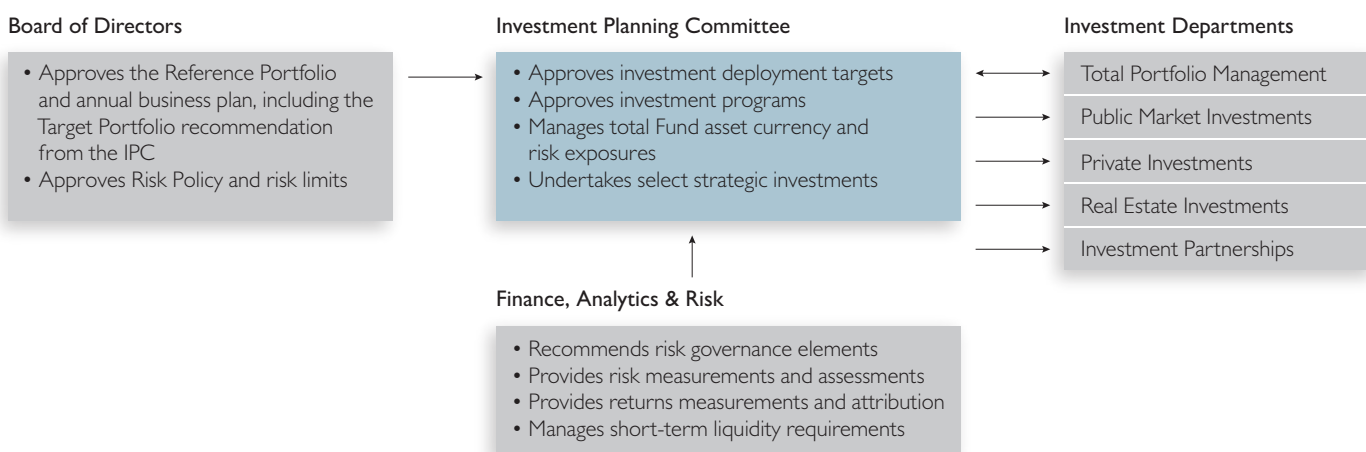 Board of Directors
• Approves the Reference Portfolio
and annual business plan, including the
Target Portfolio recommendation
from the IPC
• Approves Risk Policy and risk limits
Investment Planning Committee
• Approves investment deployment targets
• Approves investment programs
• Manages total Fund asset currency and
risk exposures
• Undertakes select strategic investments
Investment Departments
Total Portfolio Management
Public Market Investments
Private Investments
Real Estate Investments
Investment Partnerships
Finance, Analytics & Risk
• Recommends risk governance elements
• Provides risk measurements and assessments
• Provides returns measurements and attribution
• Manages short-term liquidity requirements